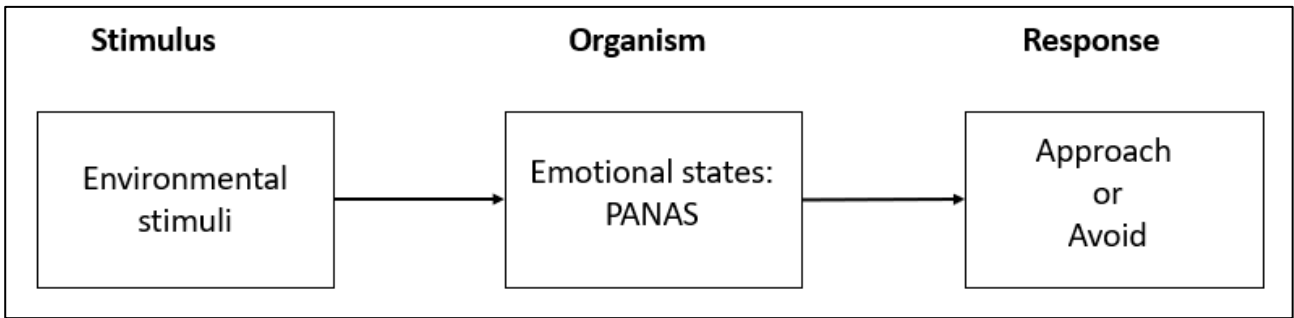 Stimulus
Organism
Response
Environmental
stimuli
Emotional states:
PANAS
Approach
or
Avoid